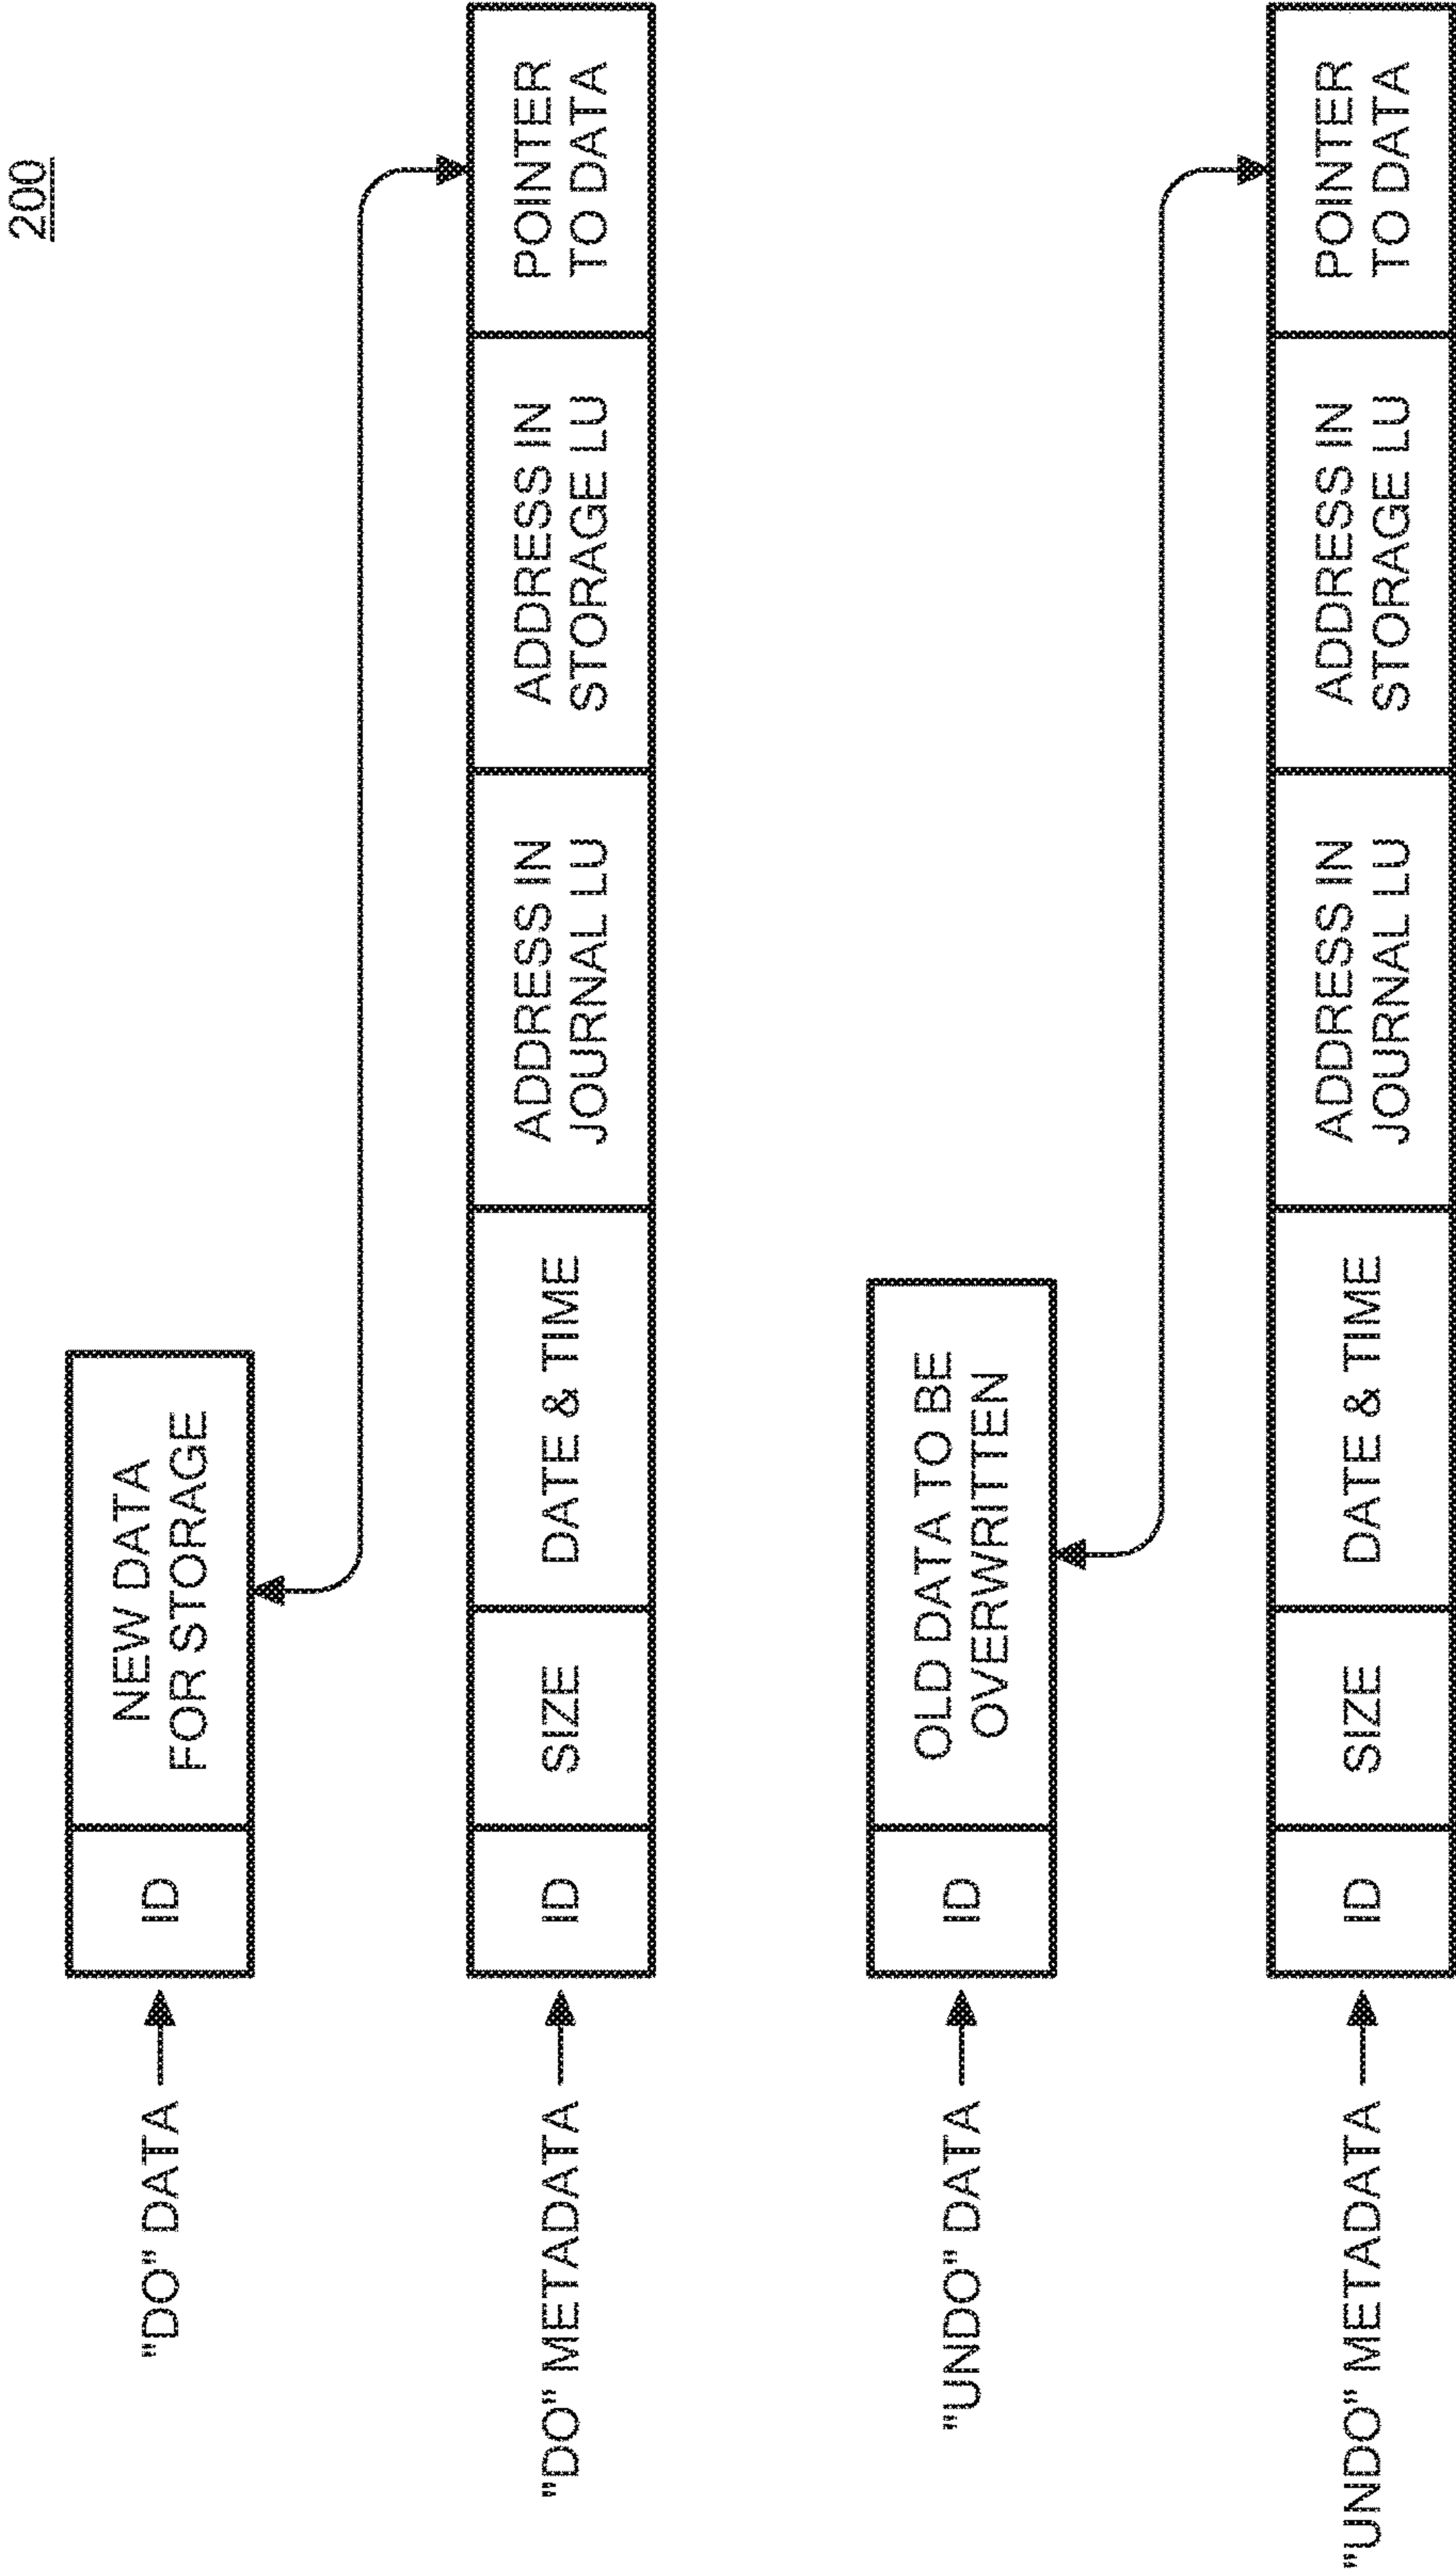 200
"DO" DATA
ID
NEW DATA
FOR STORAGE
"DO" METADATA
ID
SIZE
DATE & TIME
ADDRESS IN
JOURNAL LU
ADDRESS IN
STORAGE LU
POINTER
TO DATA
"UNDO" DATA
ID
OLD DATA TO BE
OVERWRITTEN
"UNDO" METADATA
ID
SIZE
DATE & TIME
ADDRESS IN
JOURNAL LU
ADDRESS IN
STORAGE LU
POINTER
TO DATA